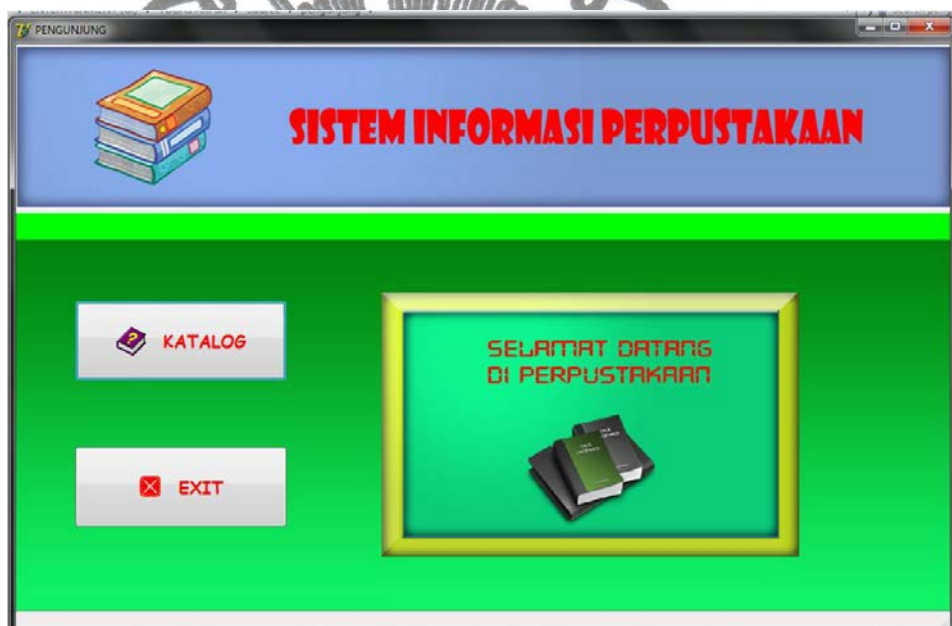 PENGUNJUNG
SISTEM INFORMASI PERPUSTAKAAN
KATALOG
SELAMAT DATANG
DI PERPUSTAKAAN
EXIT